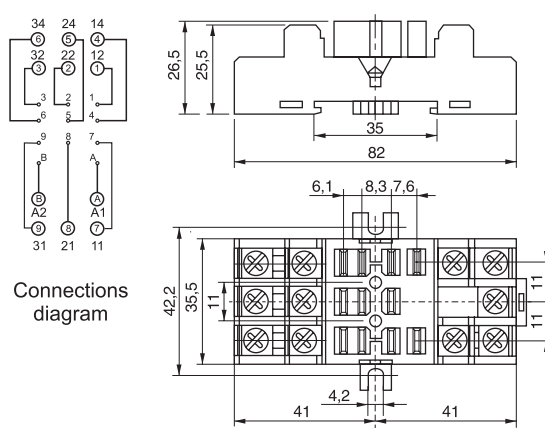 34 24 14
6 5 4
32 22 12
3 2 1
3 2 1
6 5 4
9 8 7
B A
B A
A2 A1
9 8 7
31 21 11
Connections
diagram
26,5
25,5
35
82
6,1 8,3 7,6
42,2
35,5
11
11
11
4,2
41 41